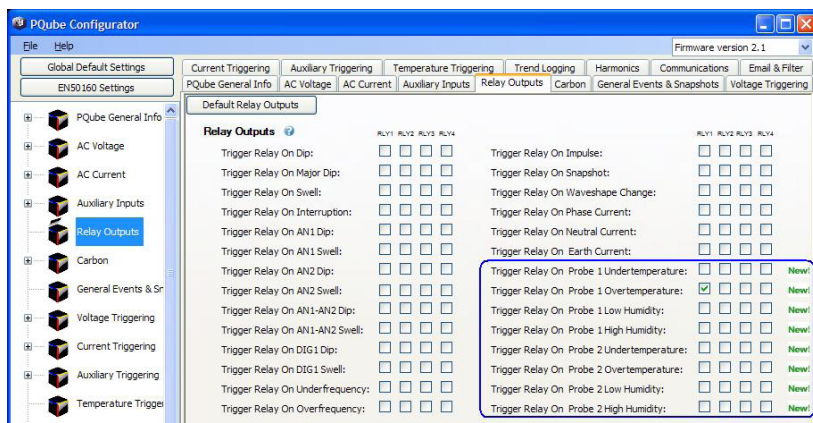 PQube Configurator
File Help
Firmware version 2.1
Global Default Settings
EN50160 Settings
PQube General Info
AC Voltage
AC Current
Auxiliary Inputs
Relay Outputs
Carbon
General Events & Sn
Voltage Triggering
Current Triggering
Auxiliary Triggering
Temperature Trigger
Current Triggering Auxiliary Triggering Temperature Triggering Trend Logging Harmonics Communications Email & Filter
PQube General Info AC Voltage AC Current Auxiliary Inputs Relay Outputs Carbon General Events & Snapshots Voltage Triggering
Default Relay Outputs
Relay Outputs ? RLY1 RLY2 RLY3 RLY4
Trigger Relay On Dip:
Trigger Relay On Major Dip:
Trigger Relay On Swell:
Trigger Relay On Interruption:
Trigger Relay On AN1 Dip:
Trigger Relay On AN1 Swell:
Trigger Relay On AN2 Dip:
Trigger Relay On AN2 Swell:
Trigger Relay On AN1-AN2 Dip:
Trigger Relay On AN1-AN2 Swell:
Trigger Relay On DIG1 Dip:
Trigger Relay On DIG1 Swell:
Trigger Relay On Underfrequency:
Trigger Relay On Overfrequency:
RLY1 RLY2 RLY3 RLY4
Trigger Relay On Impulse:
Trigger Relay On Snapshot:
Trigger Relay On Waveshape Change:
Trigger Relay On Phase Current:
Trigger Relay On Neutral Current:
Trigger Relay On Earth Current:
Trigger Relay On Probe 1 Undertemperature: New!
Trigger Relay On Probe 1 Overtemperature: New!
Trigger Relay On Probe 1 Low Humidity: New!
Trigger Relay On Probe 1 High Humidity: New!
Trigger Relay On Probe 2 Undertemperature: New!
Trigger Relay On Probe 2 Overtemperature: New!
Trigger Relay On Probe 2 Low Humidity: New!
Trigger Relay On Probe 2 High Humidity: New!